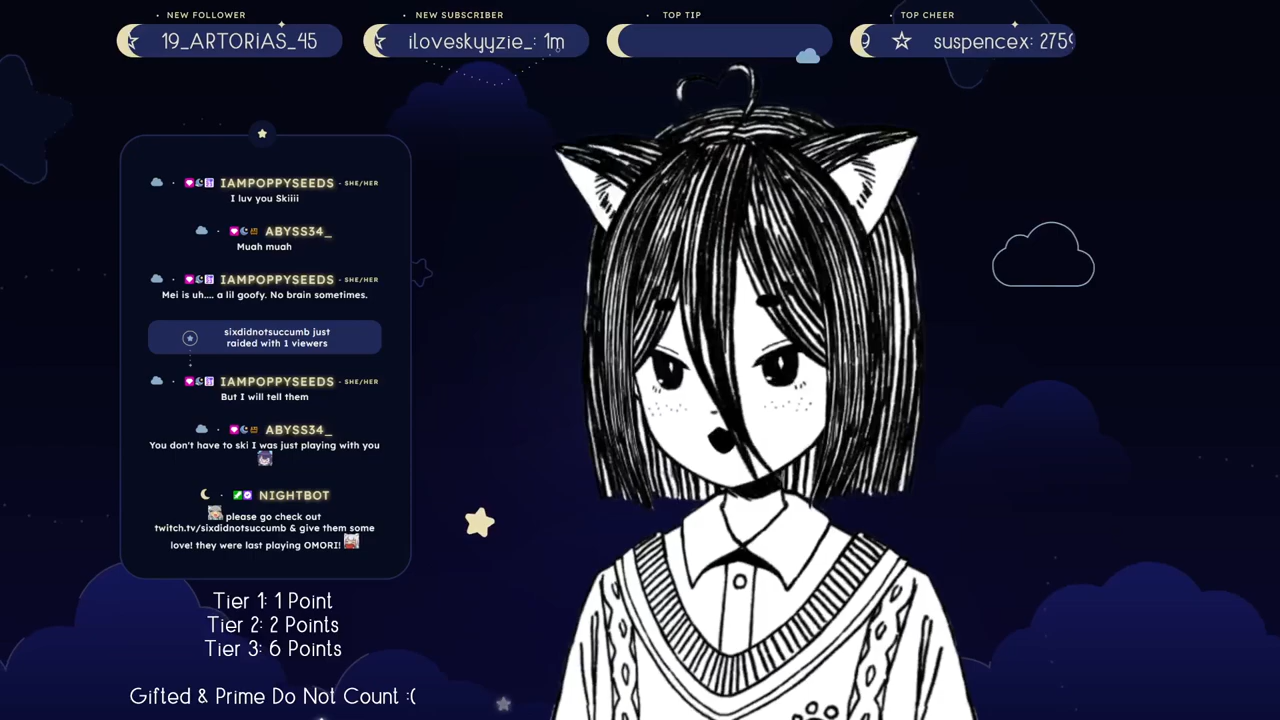 NEW FOLLOWER
19_ARTORIAS_45
NEW SUBSCRIBER
iloveskyyzie_: 1m
TOP TIP
TOP CHEER
9 ☆ suspencex: 2759
IAMPOPPYSEEDS - SHE/HER
I luv you Skiiii
ABYSS34_
Muah muah
IAMPOPPYSEEDS - SHE/HER
Mei is uh.... a lil goofy. No brain sometimes.
sixdidnotsuccumb just
raided with 1 viewers
IAMPOPPYSEEDS - SHE/HER
But I will tell them
ABYSS34_
You don't have to ski I was just playing with you
NIGHTBOT
please go check out
twitch.tv/sixdidnotsuccumb & give them some
love! they were last playing OMORI!
Tier 1: 1 Point
Tier 2: 2 Points
Tier 3: 6 Points
Gifted & Prime Do Not Count :(